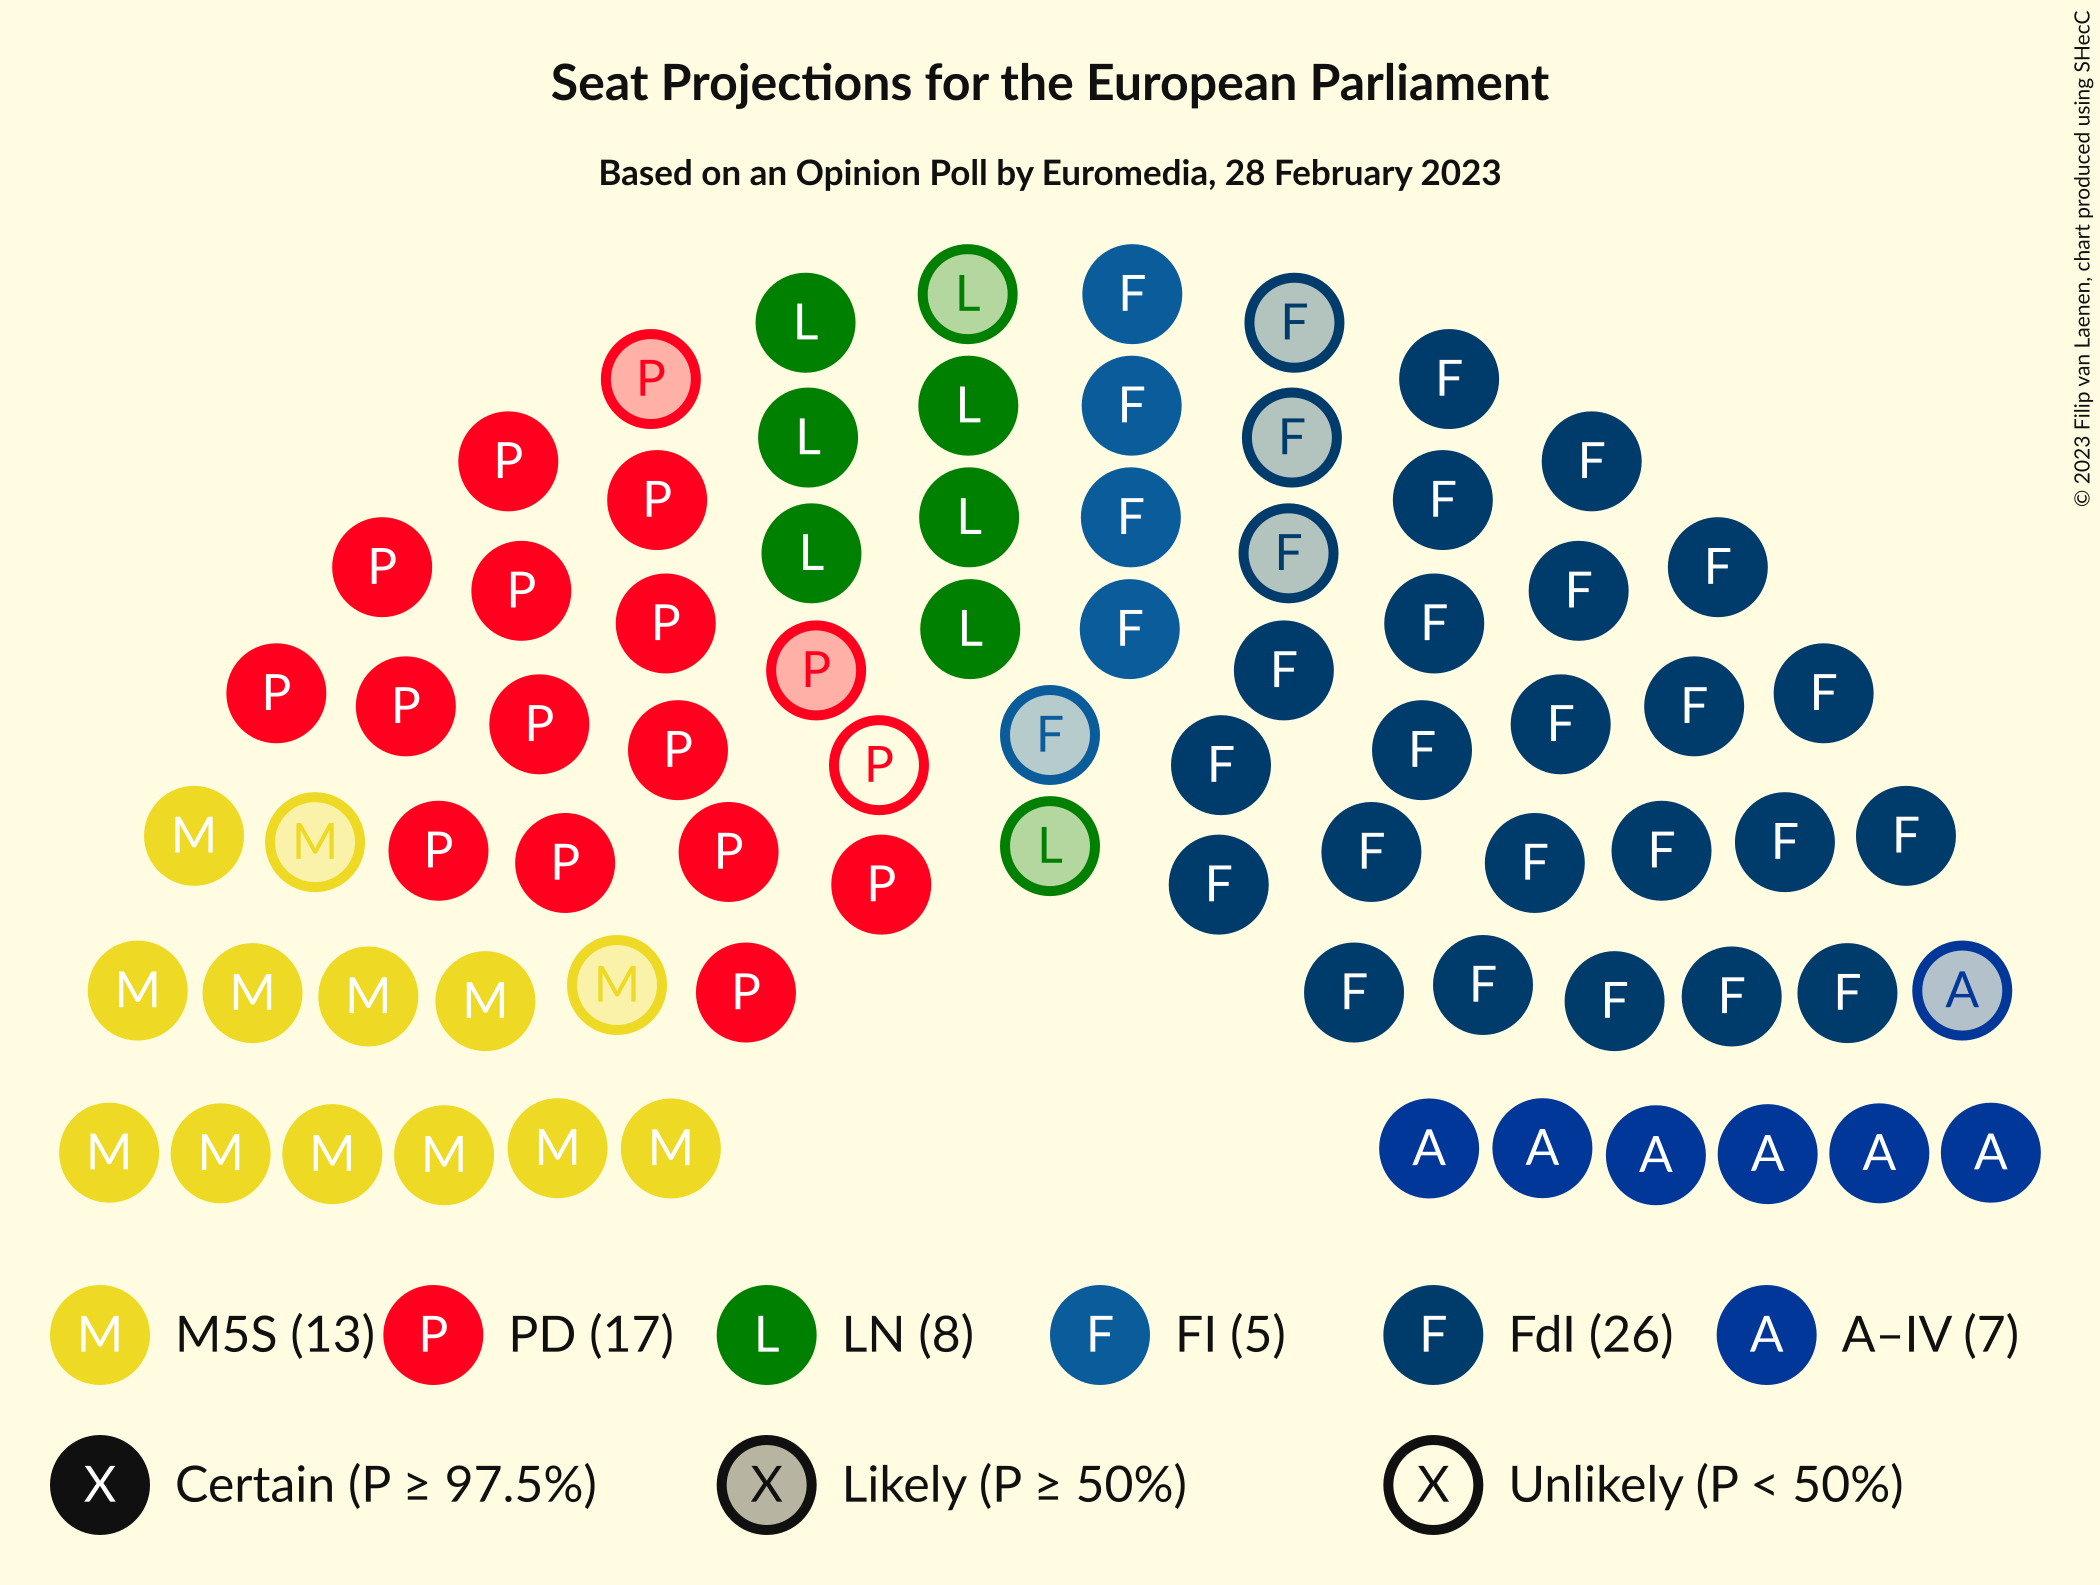 Seat Projections for the European Parliament
Based on an Opinion Poll by Euromedia, 28 February 2023
© 2023 Filip van Laenen, chart produced using SHecC
L F
L F
P L L F F
P F
L F
L F
P P F F
L F
P F
L F
P P F F
P F
L F
P F
P P F F
P P F F
F
P P F F
M F
M P P P F F F F
L
P F
M M M M M P F F F F F A
M M M M M M A A A A A A
M M5S (13) P PD (17) L LN (8) F FI (5) F FdI (26) A A–IV (7)
X Certain (P ≥ 97.5%) X Likely (P ≥ 50%) X Unlikely (P < 50%)